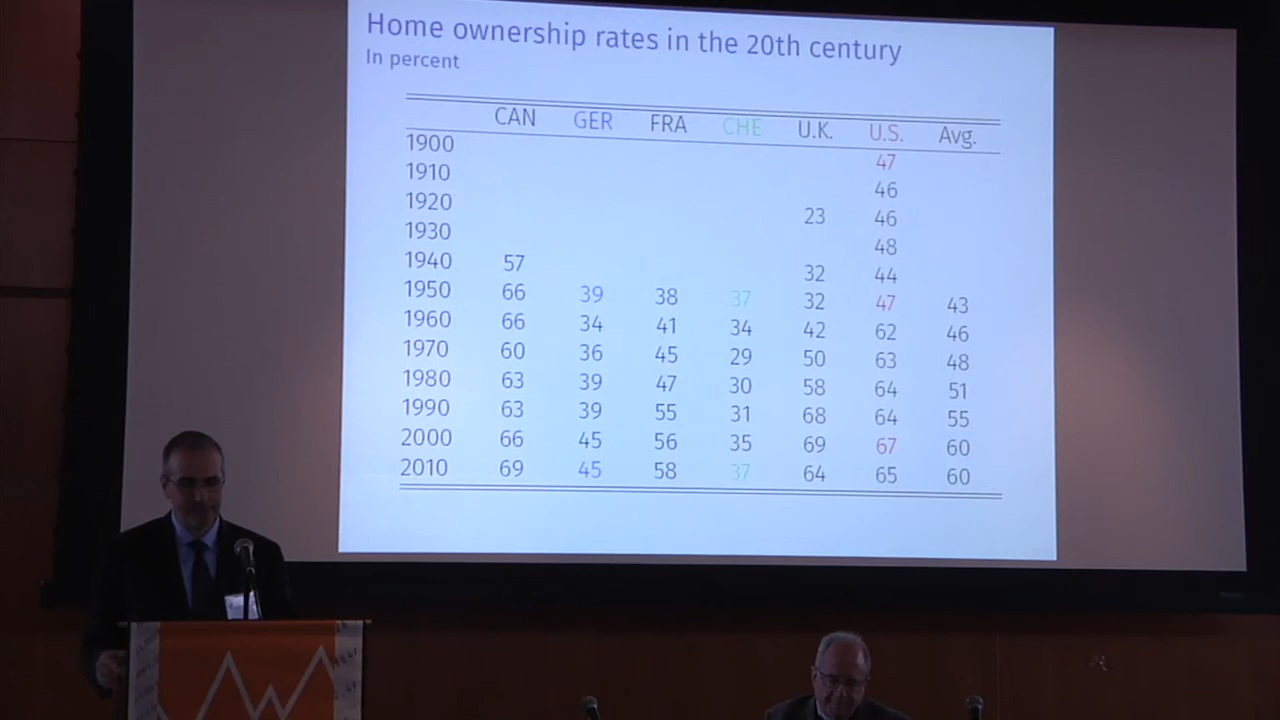 Home ownership rates in the 20th century
In percent
CAN GER FRA CHE U.K. U.S. Avg.
1900 47
1910 46
1920 23 46
1930 48
1940 57 32 44
1950 66 39 38 37 32 47 43
1960 66 34 41 34 42 62 46
1970 60 36 45 29 50 63 48
1980 63 39 47 30 58 64 51
1990 63 39 55 31 68 64 55
2000 66 45 56 35 69 67 60
2010 69 45 58 37 64 65 60